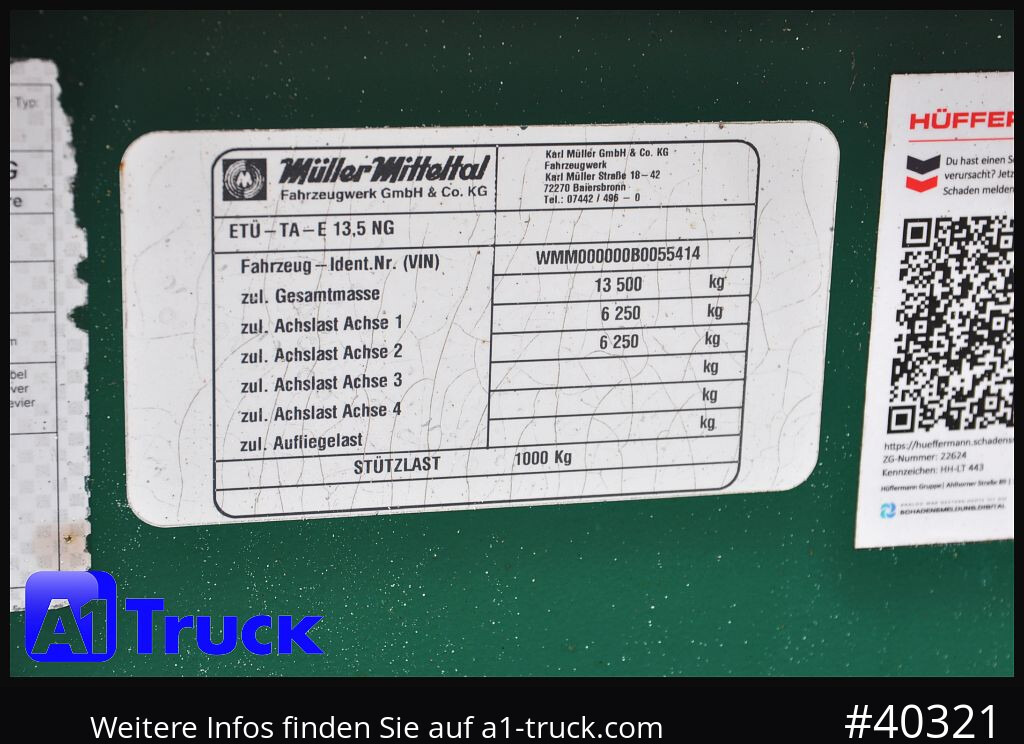 Typ:
Müller Mitteltal
Fahrzeugwerk GmbH & Co. KG
Karl Müller GmbH & Co. KG
Fahrzeugwerk
Karl Müller Straße 18-42
72270 Baiersbronn
Tel.: 07442 / 496 - 0
ETÜ-TA-E 13,5 NG
Fahrzeug-Ident.Nr. (VIN) WMM000000B0055414
zul. Gesamtmasse 13 500 kg
zul. Achslast Achse 1 6 250 kg
zul. Achslast Achse 2 6 250 kg
zul. Achslast Achse 3 kg
zul. Achslast Achse 4 kg
zul. Aufliegelast kg
STÜTZLAST 1000 Kg
HÜFFER
Du hast einen
verursacht? Jetz
Schaden melden
https://hueffermann.schadens
ZG-Nummer: 22624
Kennzeichen: HH-LT 443
Hüffermann Gruppe| Ahlhorner Straße 89 |
SCHADENSMELDUNG.DIGITAL
A1 Truck
Weitere Infos finden Sie auf a1-truck.com
#40321